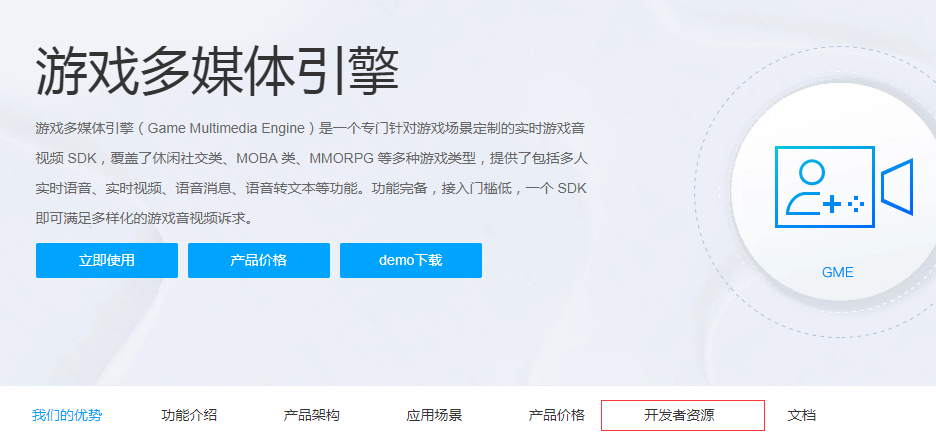 游戏多媒体引擎
游戏多媒体引擎（Game Multimedia Engine）是一个专门针对游戏场景定制的实时游戏音
视频 SDK，覆盖了休闲社交类、MOBA 类、MMORPG 等多种游戏类型，提供了包括多人
实时语音、实时视频、语音消息、语音转文本等功能。功能完备，接入门槛低，一个 SDK
即可满足多样化的游戏音视频诉求。
立即使用 产品价格 demo下载
GME
我们的优势 功能介绍 产品架构 应用场景 产品价格 开发者资源 文档